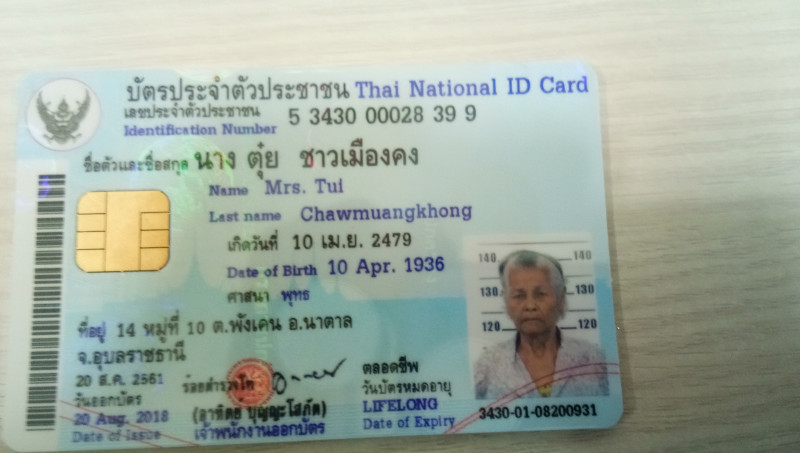 บัตรประจำตัวประชาชน Thai National ID Card
เลขประจำตัวประชาชน 5 3430 00028 39 9
Identification Number
ชื่อตัวและชื่อสกุล นาง ตุ๋ย ชาวเมืองคง
Name Mrs. Tui
Last name Chawmuangkhong
เกิดวันที่ 10 เม.ย. 2479
Date of Birth 10 Apr. 1936
ศาสนา พุทธ
ที่อยู่ 14 หมู่ที่ 10 ต.พังเคน อ.นาตาล
จ.อุบลราชธานี
140 140
130 130
120 120
20 ส.ค. 2561
วันออกบัตร
20 Aug. 2018
Date of Issue
ร้อยตำรวจโท
(อาทิตย์ บุญญะโสภัต)
เจ้าพนักงานออกบัตร
ตลอดชีพ
วันบัตรหมดอายุ
LIFELONG
Date of Expiry
3430-01-08200931